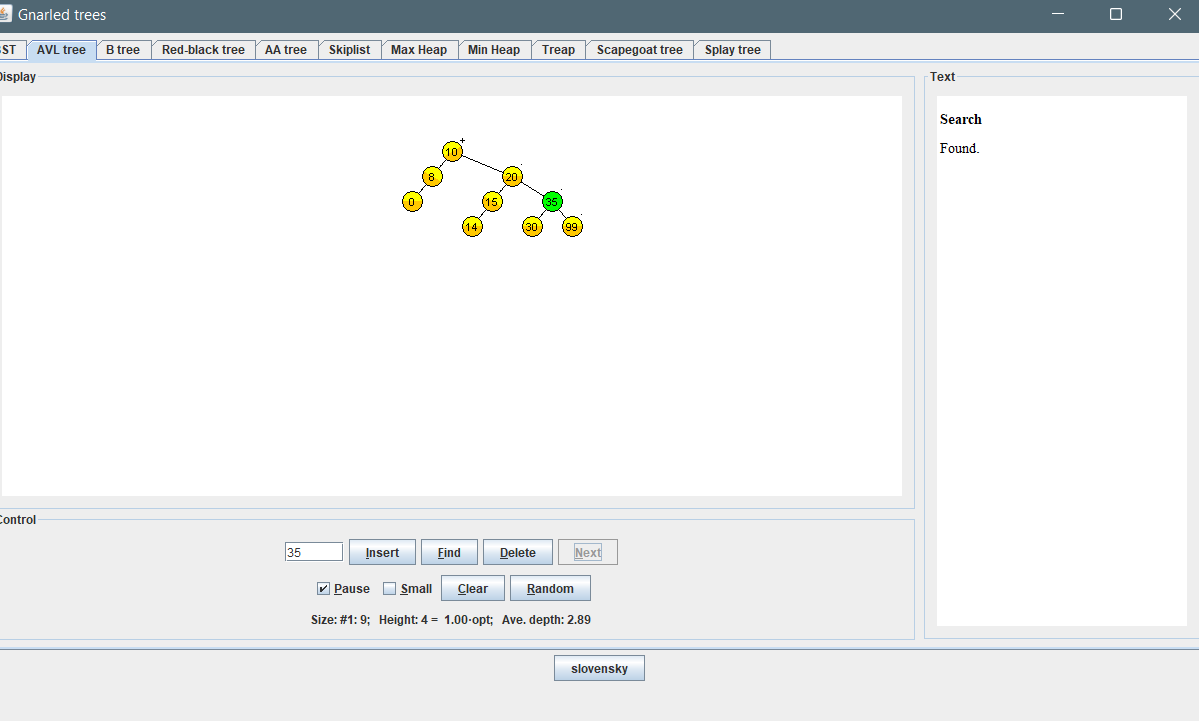 Gnarled trees
ST AVL tree B tree Red-black tree AA tree Skiplist Max Heap Min Heap Treap Scapegoat tree Splay tree
Display
Text
Search
Found.
+
10
8 20
0 15 35
14 30 99
Control
35 Insert Find Delete Next
Pause Small Clear Random
Size: #1: 9; Height: 4 = 1.00·opt; Ave. depth: 2.89
slovensky